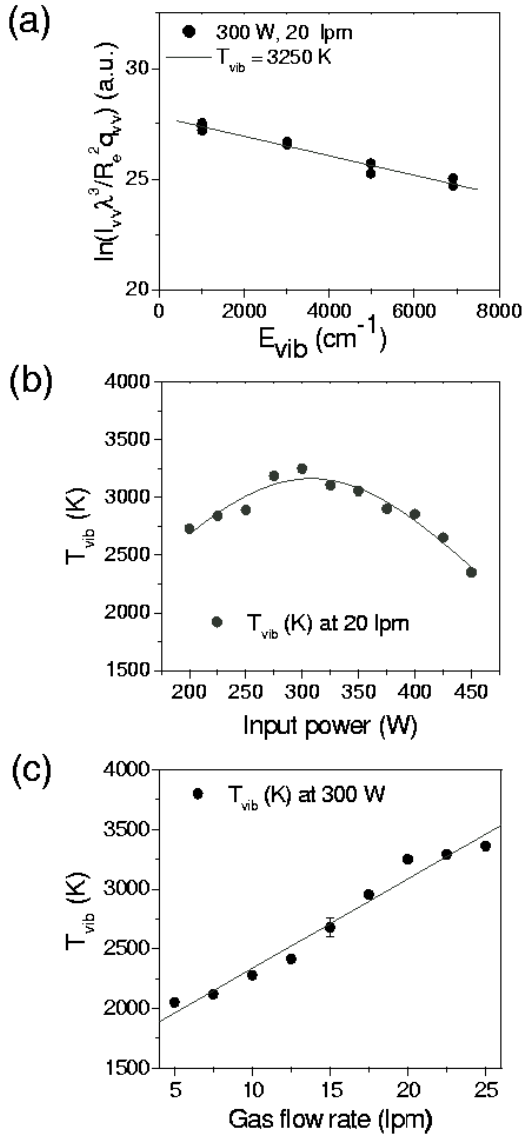 (a)
300 W, 20 lpm
T_vib = 3250 K
ln(I_vv λ³/R_e² q_vv) (a.u.)
30
25
20
0 2000 4000 6000 8000
E_vib (cm⁻¹)
(b)
4000
3500
3000
2500
2000
1500
T_vib (K)
T_vib (K) at 20 lpm
200 250 300 350 400 450
Input power (W)
(c)
4000
3500
3000
2500
2000
1500
T_vib (K)
T_vib (K) at 300 W
5 10 15 20 25
Gas flow rate (lpm)